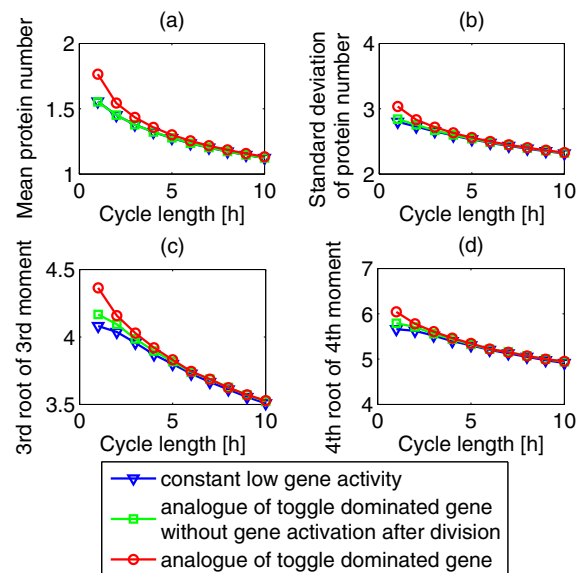 (a)
Mean protein number
2
1.5
1
0
5
10
Cycle length [h]
(b)
Standard deviation
of protein number
4
3
2
0
5
10
Cycle length [h]
(c)
3rd root of 3rd moment
4.5
4
3.5
0
5
10
Cycle length [h]
(d)
4th root of 4th moment
7
6
5
4
0
5
10
Cycle length [h]
constant low gene activity
analogue of toggle dominated gene
without gene activation after division
analogue of toggle dominated gene